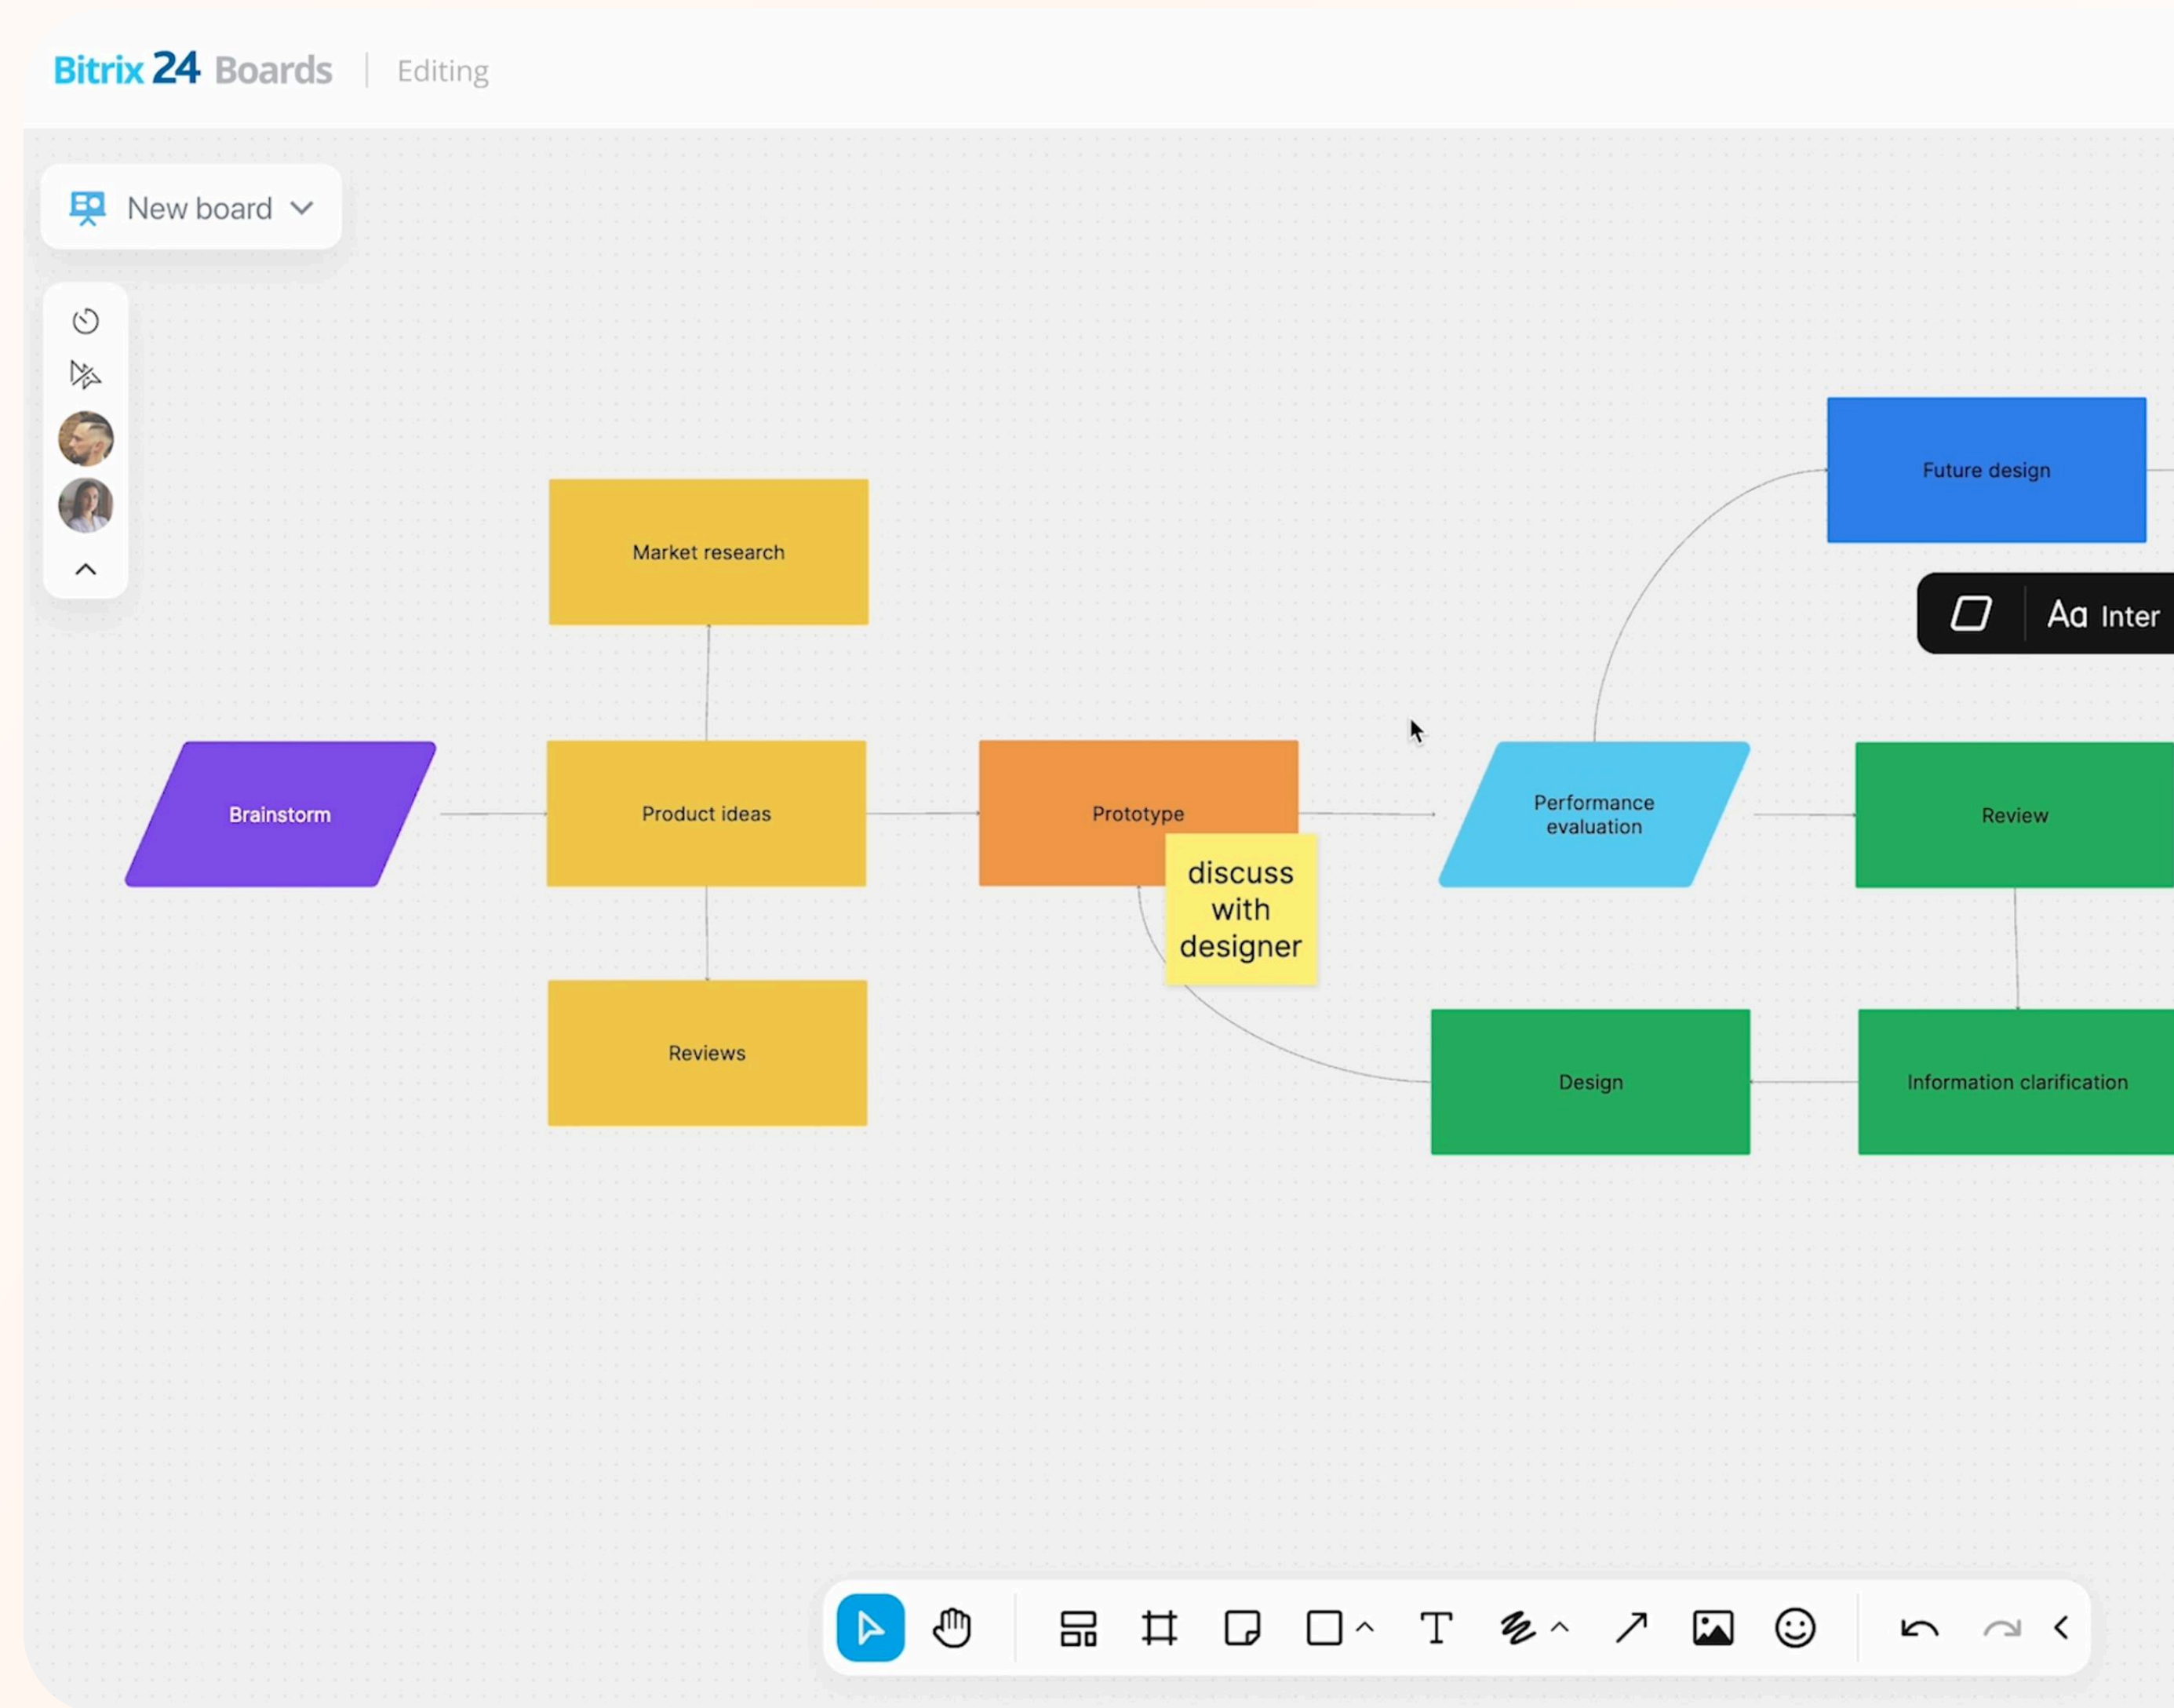 Bitrix 24 Boards | Editing
New board
Future design
Market research
Aa Inter
Brainstorm
Product ideas
Prototype
Performance
evaluation
Review
discuss
with
designer
Reviews
Design
Information clarification